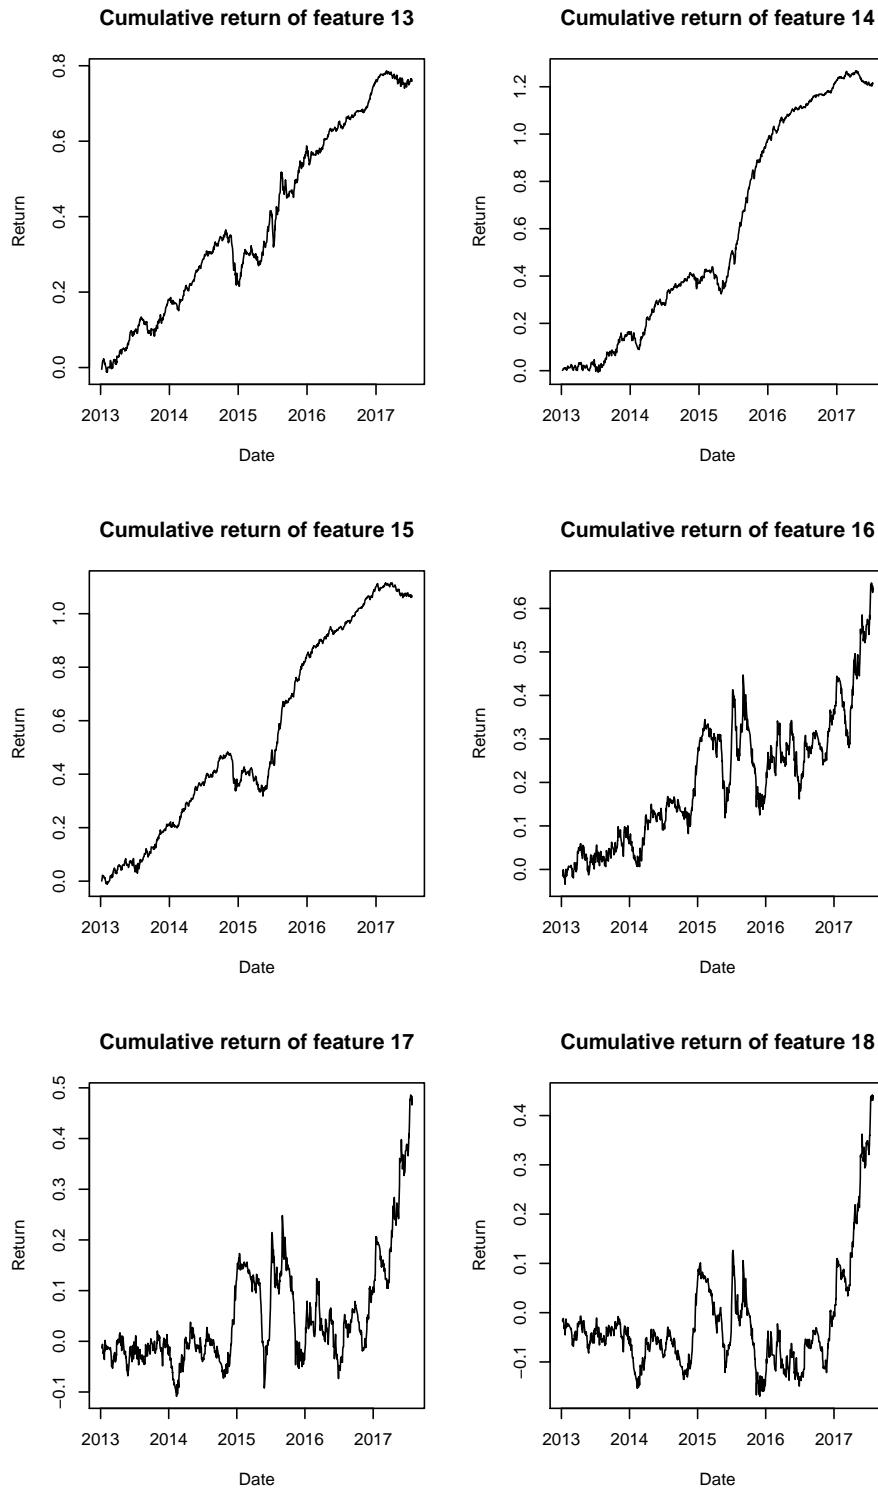 Cumulative return of feature 13
Return
0.0 0.2 0.4 0.6 0.8
2013 2014 2015 2016 2017
Date
Cumulative return of feature 14
Return
0.0 0.2 0.4 0.6 0.8 1.0 1.2
2013 2014 2015 2016 2017
Date
Cumulative return of feature 15
Return
0.0 0.2 0.4 0.6 0.8 1.0
2013 2014 2015 2016 2017
Date
Cumulative return of feature 16
Return
0.0 0.1 0.2 0.3 0.4 0.5 0.6
2013 2014 2015 2016 2017
Date
Cumulative return of feature 17
Return
−0.1 0.0 0.1 0.2 0.3 0.4 0.5
2013 2014 2015 2016 2017
Date
Cumulative return of feature 18
Return
−0.1 0.0 0.1 0.2 0.3 0.4
2013 2014 2015 2016 2017
Date